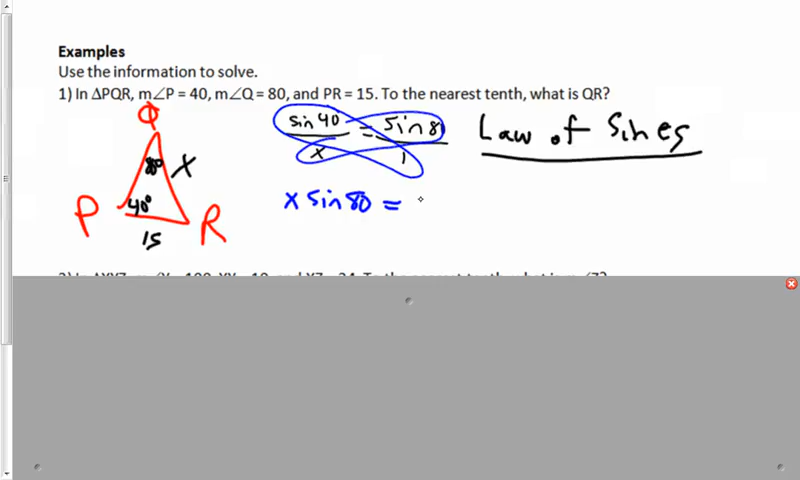 Examples
Use the information to solve.
1) In ΔPQR, m∠P = 40, m∠Q = 80, and PR = 15. To the nearest tenth, what is QR?
Q
sin 40 = sin 8 Law of Sines
x 1
80° X
x sin 80 =
P 40° R
15